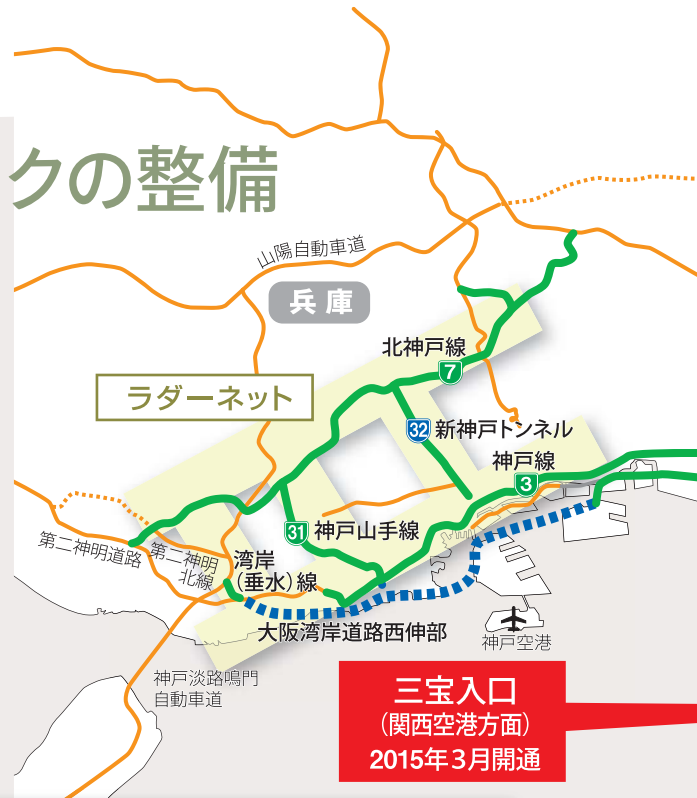 クの整備
山陽自動車道
兵庫
北神戸線
7
ラダーネット
32 新神戸トンネル
神戸線
3
31 神戸山手線
第二神明道路
第二神明
北線
湾岸
(垂水)線
大阪湾岸道路西伸部
神戸空港
神戸淡路鳴門
自動車道
三宝入口
(関西空港方面)
2015年3月開通